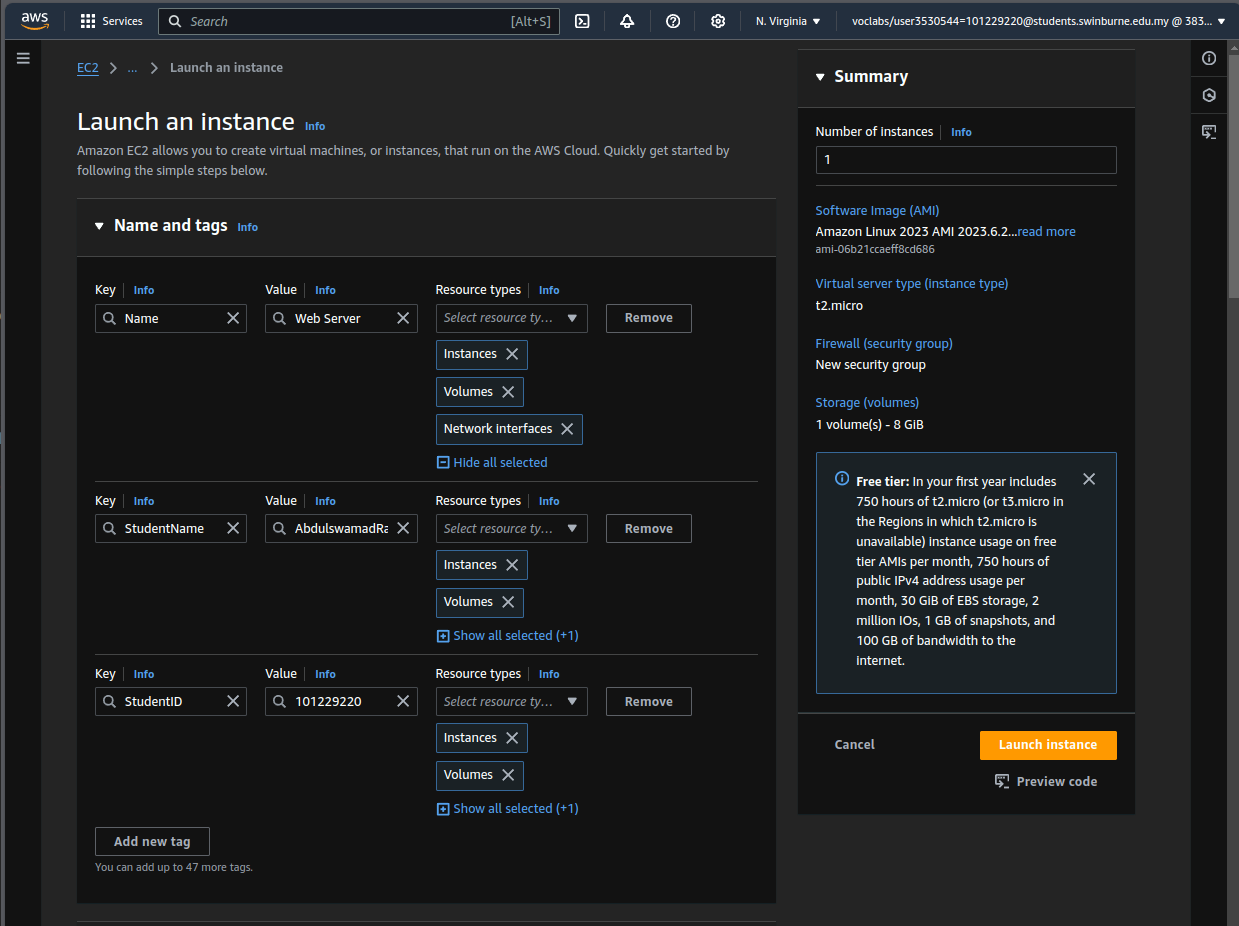 aws
Services
Search
[Alt+S]
N. Virginia
voclabs/user3530544=101229220@students.swinburne.edu.my @ 383...
EC2
...
Launch an instance
Launch an instance Info
Amazon EC2 allows you to create virtual machines, or instances, that run on the AWS Cloud. Quickly get started by
following the simple steps below.
Name and tags Info
Key Info
Value Info
Resource types Info
Name
Web Server
Select resource ty...
Remove
Instances
Volumes
Network Interfaces
Hide all selected
Key Info
Value Info
Resource types Info
StudentName
AbdulswamadRa
Select resource ty...
Remove
Instances
Volumes
Show all selected (+1)
Key Info
Value Info
Resource types Info
StudentID
101229220
Select resource ty...
Remove
Instances
Volumes
Show all selected (+1)
Add new tag
You can add up to 47 more tags.
Summary
Number of instances Info
1
Software Image (AMI)
Amazon Linux 2023 AMI 2023.6.2...read more
ami-06b21ccaeff8cd686
Virtual server type (instance type)
t2.micro
Firewall (security group)
New security group
Storage (volumes)
1 volume(s) - 8 GiB
Free tier: In your first year includes
750 hours of t2.micro (or t3.micro in
the Regions in which t2.micro is
unavailable) instance usage on free
tier AMIs per month, 750 hours of
public IPv4 address usage per
month, 30 GiB of EBS storage, 2
million IOs, 1 GB of snapshots, and
100 GB of bandwidth to the
internet.
Cancel
Launch instance
Preview code